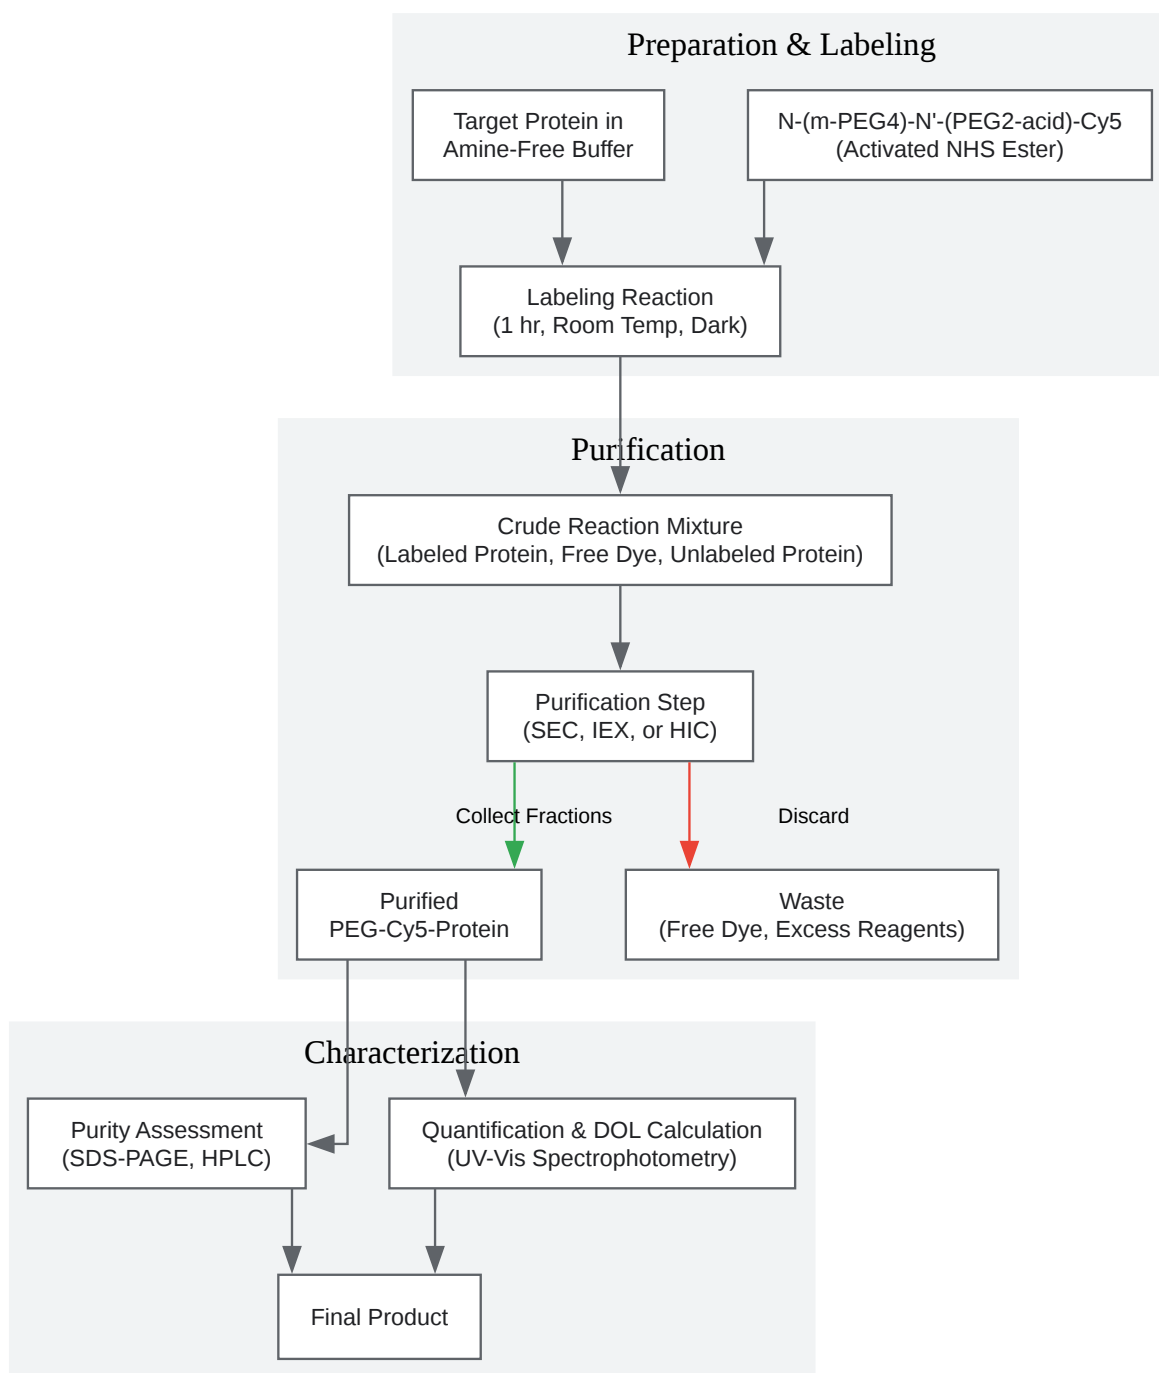 Preparation & Labeling
Target Protein in
Amine-Free Buffer
N-(m-PEG4)-N'-(PEG2-acid)-Cy5
(Activated NHS Ester)
Labeling Reaction
(1 hr, Room Temp, Dark)
Purification
Crude Reaction Mixture
(Labeled Protein, Free Dye, Unlabeled Protein)
Purification Step
(SEC, IEX, or HIC)
Collect Fractions
Discard
Purified
PEG-Cy5-Protein
Waste
(Free Dye, Excess Reagents)
Characterization
Purity Assessment
(SDS-PAGE, HPLC)
Quantification & DOL Calculation
(UV-Vis Spectrophotometry)
Final Product